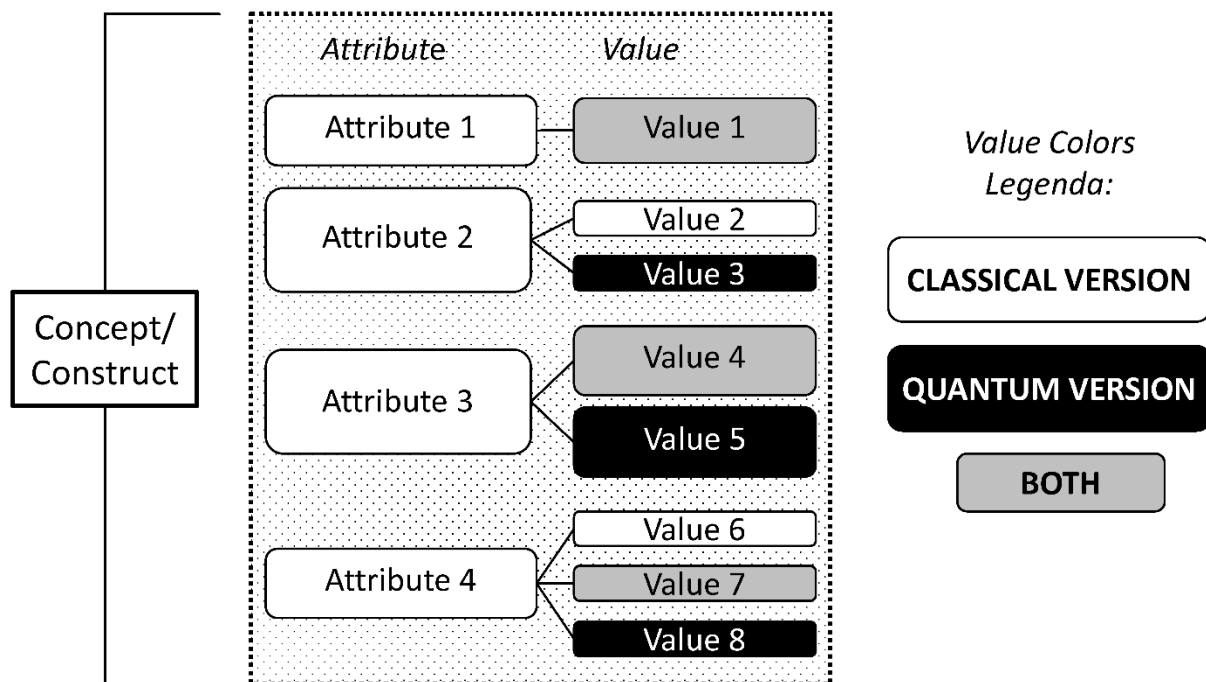 Attribute Value
Attribute 1 Value 1
Attribute 2
Value 2
Value 3
Attribute 3
Value 4
Value 5
Attribute 4
Value 6
Value 7
Value 8
Concept/
Construct
Value Colors
Legenda:
CLASSICAL VERSION
QUANTUM VERSION
BOTH